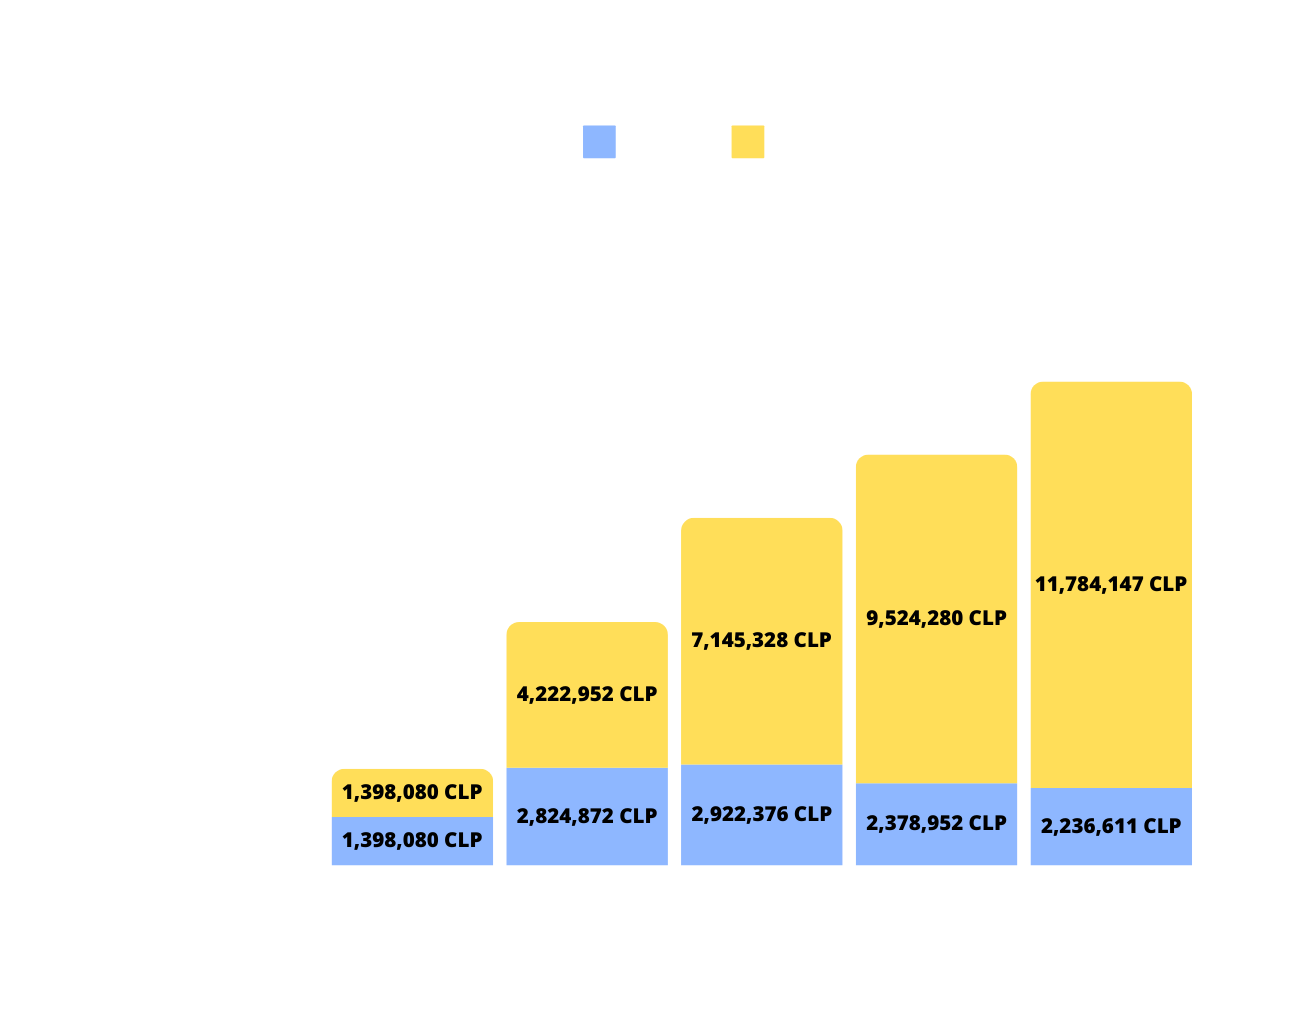 1,398,080 CLP
1,398,080 CLP
4,222,952 CLP
2,824,872 CLP
7,145,328 CLP
2,922,376 CLP
9,524,280 CLP
2,378,952 CLP
11,784,147 CLP
2,236,611 CLP